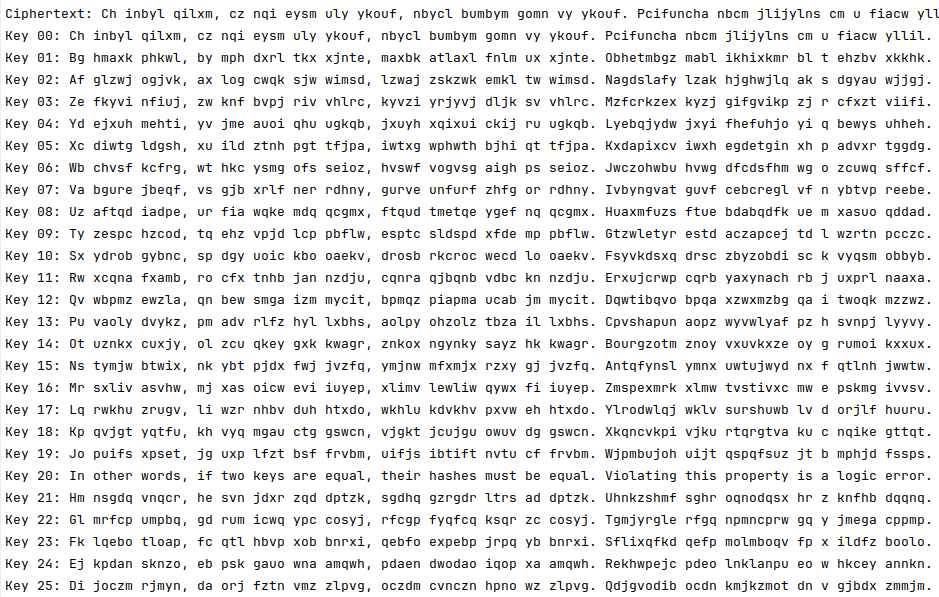 Ciphertext: Ch inbyl qilxm, cz nqi eysm uly ykouf, nbycl bumbym gomn vy ykouf. Pcifuncha nbcm jlijylns cm u fiacw yll
Key 00: Ch inbyl qilxm, cz nqi eysm uly ykouf, nbycl bumbym gomn vy ykouf. Pcifuncha nbcm jlijylns cm u fiacw yllil.
Key 01: Bg hmaxk phkwl, by mph dxrl tkx xjnte, maxbk atlaxl fnlm ux xjnte. Obhetmbgz mabl ikhixkmr bl t ehzbv xkkhk.
Key 02: Af glzwj ogjvk, ax log cwqk sjw wimsd, lzwaj zskzwk emkl tw wimsd. Nagdslafy lzak hjghwjlq ak s dgyau wjjgj.
Key 03: Ze fkyvi nfiuj, zw knf bvpj riv vhlrc, kyvzi yrjyvj dljk sv vhlrc. Mzfcrkzex kyzj gifgvikp zj r cfxzt viifi.
Key 04: Yd ejxuh mehti, yv jme auoi qhu ugkqb, jxuyh xqixui ckij ru ugkqb. Lyebqjydw jxyi fhefuhjo yi q bewys uhheh.
Key 05: Xc diwtg ldgsh, xu ild ztnh pgt tfjpa, iwtxg wphwth bjhi qt tfjpa. Kxdapixcv iwxh egdetgin xh p advxr tggdg.
Key 06: Wb chvsf kcfrg, wt hkc ysmg ofs seioz, hvswf vogvsg aigh ps seioz. Jwczohwbu hvwg dfcdsfhm wg o zcuwq sffcf.
Key 07: Va bgure jbeqf, vs gjb xrlf ner rdhny, gurve unfurf zhfg or rdhny. Ivbyngvat guvf cebcregl vf n ybtvp reebe.
Key 08: Uz aftqd iadpe, ur fia wqke mdq qcgmx, ftqud tmetqe ygef nq qcgmx. Huaxmfuzs ftue bdabqdfk ue m xasuo qddad.
Key 09: Ty zespc hzcod, tq ehz vpjd lcp pbflw, esptc sldspd xfde mp pbflw. Gtzwletyr estd aczapcej td l wzrtn pcczc.
Key 10: Sx ydrob gybnc, sp dgy uoic kbo oaekv, drosb rkcroc wecd lo oaekv. Fsyvkdsxq drsc zbyzobdi sc k vyqsm obbyb.
Key 11: Rw xcqna fxamb, ro cfx tnhb jan nzdju, cqnra qjbqnb vdbc kn nzdju. Erxujcrwp cqrb yaxynach rb j uxprl naaxa.
Key 12: Qv wbpmz ewzla, qn bew smga izm mycit, bpmqz piapma ucab jm mycit. Dqwtibqvo bpqa xzwxmzbg qa i twoqk mzzwz.
Key 13: Pu vaoly dvykz, pm adv rlfz hyl lxbhs, aolpy ohzolz tbza il lxbhs. Cpvshapun aopz wyvwlyaf pz h svnpj lyyvy.
Key 14: Ot uznkx cuxjy, ol zcu qkey gxk kwagr, znkox ngynky sayz hk kwagr. Bourgzotm znoy vxuvkxze oy g rumoi kxxux.
Key 15: Ns tymjw btwix, nk ybt pjdx fwj jvzfq, ymjnw mfxmjx rzxy gj jvzfq. Antqfynsl ymnx uwtujwyd nx f qtlnh jwwtw.
Key 16: Mr sxliv asvhw, mj xas oicw evi iuyep, xlimv lewliw qywx fi iuyep. Zmspexmrk xlmw tvstivxc mw e pskmg ivvsv.
Key 17: Lq rwkhu zrugv, li wzr nhbv duh htxdo, wkhlu kdvkhv pxvw eh htxdo. Ylrodwlqj wklv surshuwb lv d orjlf huuru.
Key 18: Kp qvjgt yqtfu, kh vyq mgau ctg gswcn, vjgkt jcujgu owuv dg gswcn. Xkqncvkpi vjku rtqrgtva ku c nqike gttqt.
Key 19: Jo puifs xpset, jg uxp lfzt bsf frvbm, uifjs ibtift nvtu cf frvbm. Wjpmbujoh uijt qspqfsuz jt b mphjd fssps.
Key 20: In other words, if two keys are equal, their hashes must be equal. Violating this property is a logic error.
Key 21: Hm nsgdq vnqcr, he svn jdxr zqd dptzk, sgdhq gzrgdr ltrs ad dptzk. Uhnkzshmf sghr oqnodqsx hr z knfhb dqqnq.
Key 22: Gl mrfcp umpbq, gd rum icwq ypc cosyj, rfcgp fyqfcq ksqr zc cosyj. Tgmjyrgle rfgq npmncprw gq y jmega cppmp.
Key 23: Fk lqebo tloap, fc qtl hbvp xob bnrxi, qebfo expebp jrpq yb bnrxi. Sflixqfkd qefp molmboqv fp x ildfz boolo.
Key 24: Ej kpdan sknzo, eb psk gauo wna amqwh, pdaen dwodao iqop xa amqwh. Rekhwpejc pdeo lnklanpu eo w hkcey annkn.
Key 25: Di joczm rjmyn, da orj fztn vmz zlpvg, oczdm cvnczn hpno wz zlpvg. Qdjgvodib ocdn kmjkzmot dn v gjbdx zmmjm.